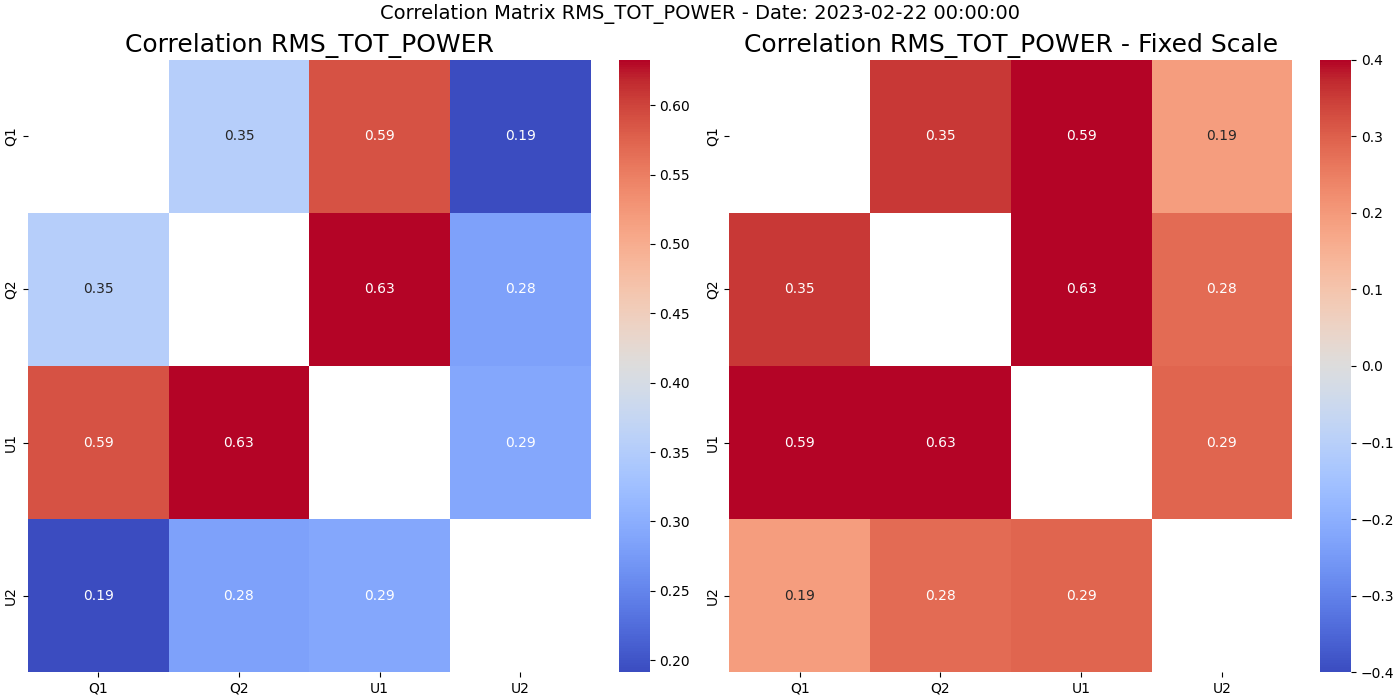 Correlation Matrix RMS_TOT_POWER - Date: 2023-02-22 00:00:00
Correlation RMS_TOT_POWER
Q1 0.35 0.59 0.19
Q2 0.35 0.63 0.28
U1 0.59 0.63 0.29
U2 0.19 0.28 0.29
Q1 Q2 U1 U2
0.60
0.55
0.50
0.45
0.40
0.35
0.30
0.25
0.20
Correlation RMS_TOT_POWER - Fixed Scale
Q1 0.35 0.59 0.19
Q2 0.35 0.63 0.28
U1 0.59 0.63 0.29
U2 0.19 0.28 0.29
Q1 Q2 U1 U2
0.4
0.3
0.2
0.1
0.0
−0.1
−0.2
−0.3
−0.4